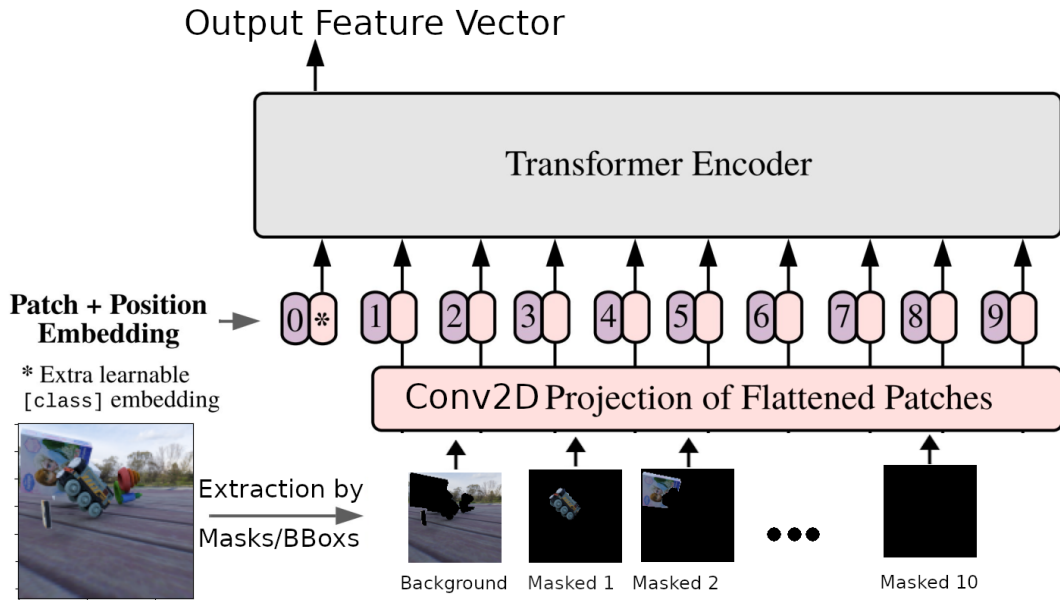 Output Feature Vector
Transformer Encoder
Patch + Position
Embedding
0 * 1 2 3 4 5 6 7 8 9
* Extra learnable
[class] embedding
Conv2D Projection of Flattened Patches
Extraction by
Masks/BBoxs
Background
Masked 1
Masked 2
Masked 10